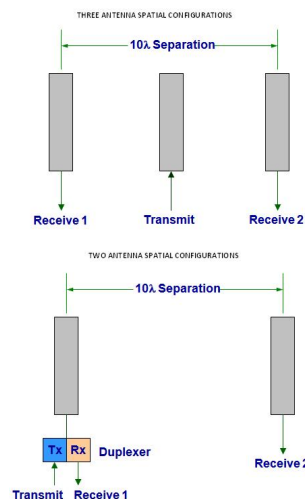 THREE ANTENNA SPATIAL CONFIGURATIONS
10λ Separation
Receive 1 Transmit Receive 2
TWO ANTENNA SPATIAL CONFIGURATIONS
10λ Separation
Tx Rx Duplexer
Receive 2
Transmit Receive 1